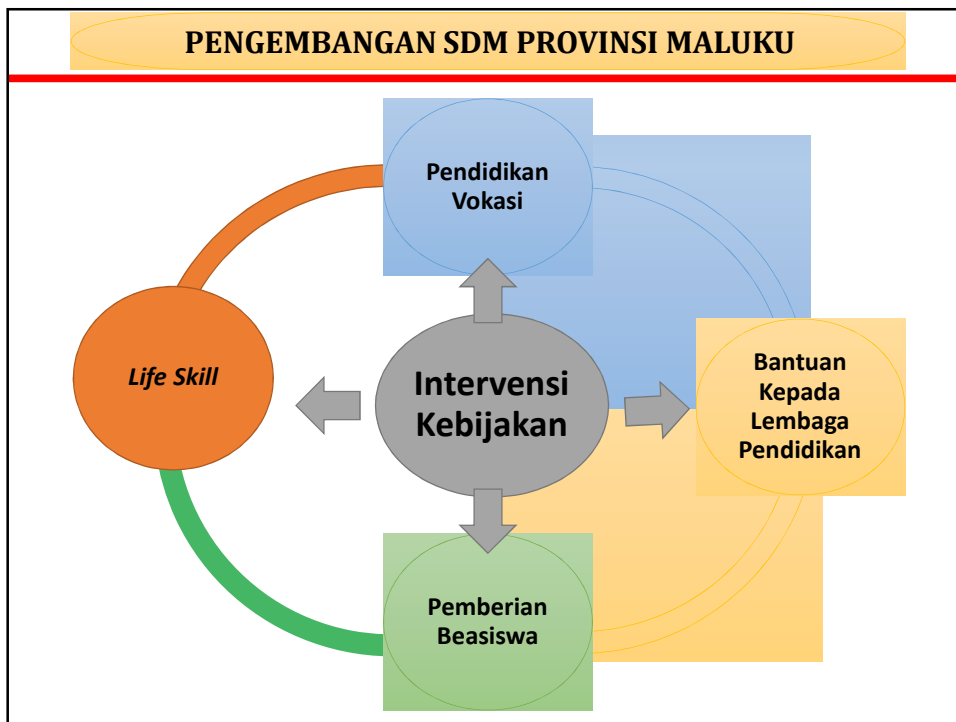 PENGEMBANGAN SDM PROVINSI MALUKU
Pendidikan
Vokasi
Life Skill
Intervensi
Kebijakan
Bantuan
Kepada
Lembaga
Pendidikan
Pemberian
Beasiswa